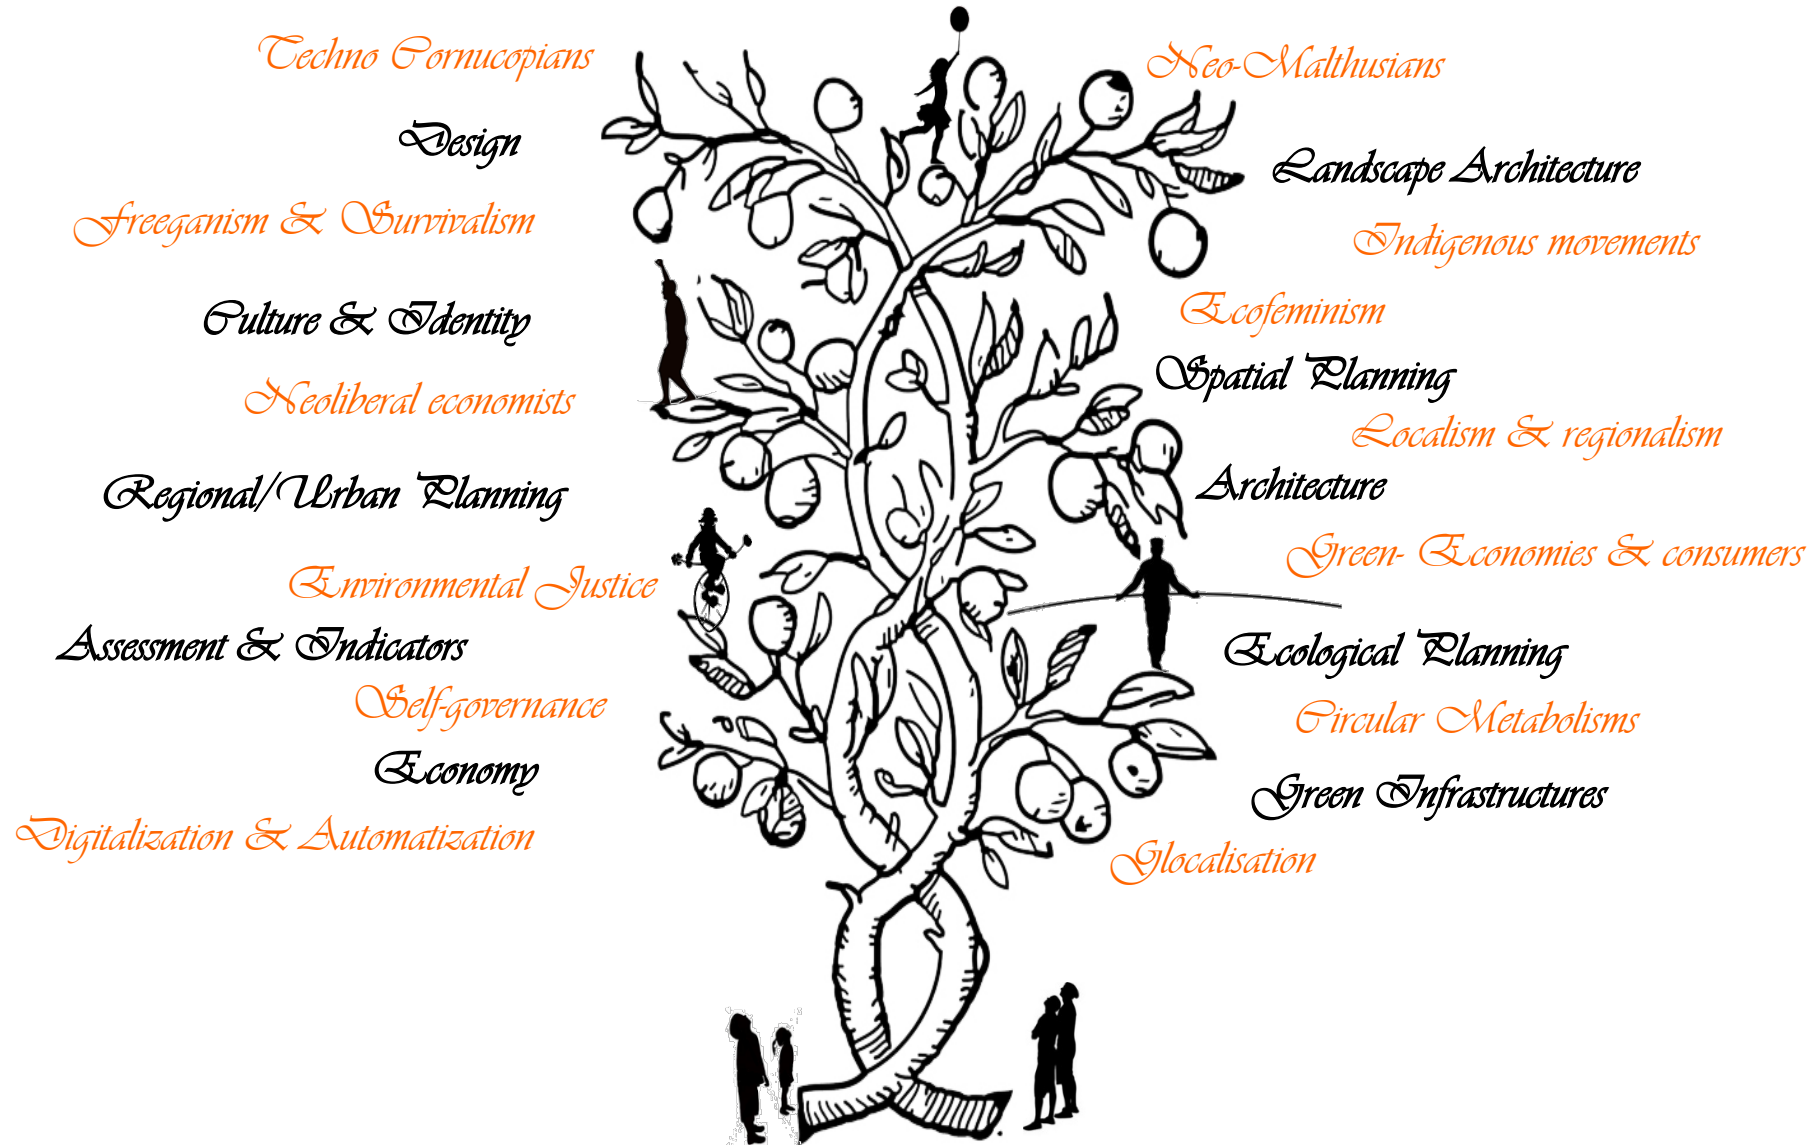 Techno Cornucopians
Design
Freeganism & Survivalism
Culture & Identity
Neoliberal economists
Regional/Urban Planning
Environmental Justice
Assessment & Indicators
Self-governance
Economy
Digitalization & Automatization
Neo-Malthusians
Landscape Architecture
Indigenous movements
Ecofeminism
Spatial Planning
Localism & regionalism
Architecture
Green- Economies & consumers
Ecological Planning
Circular Metabolisms
Green Infrastructures
Glocalisation